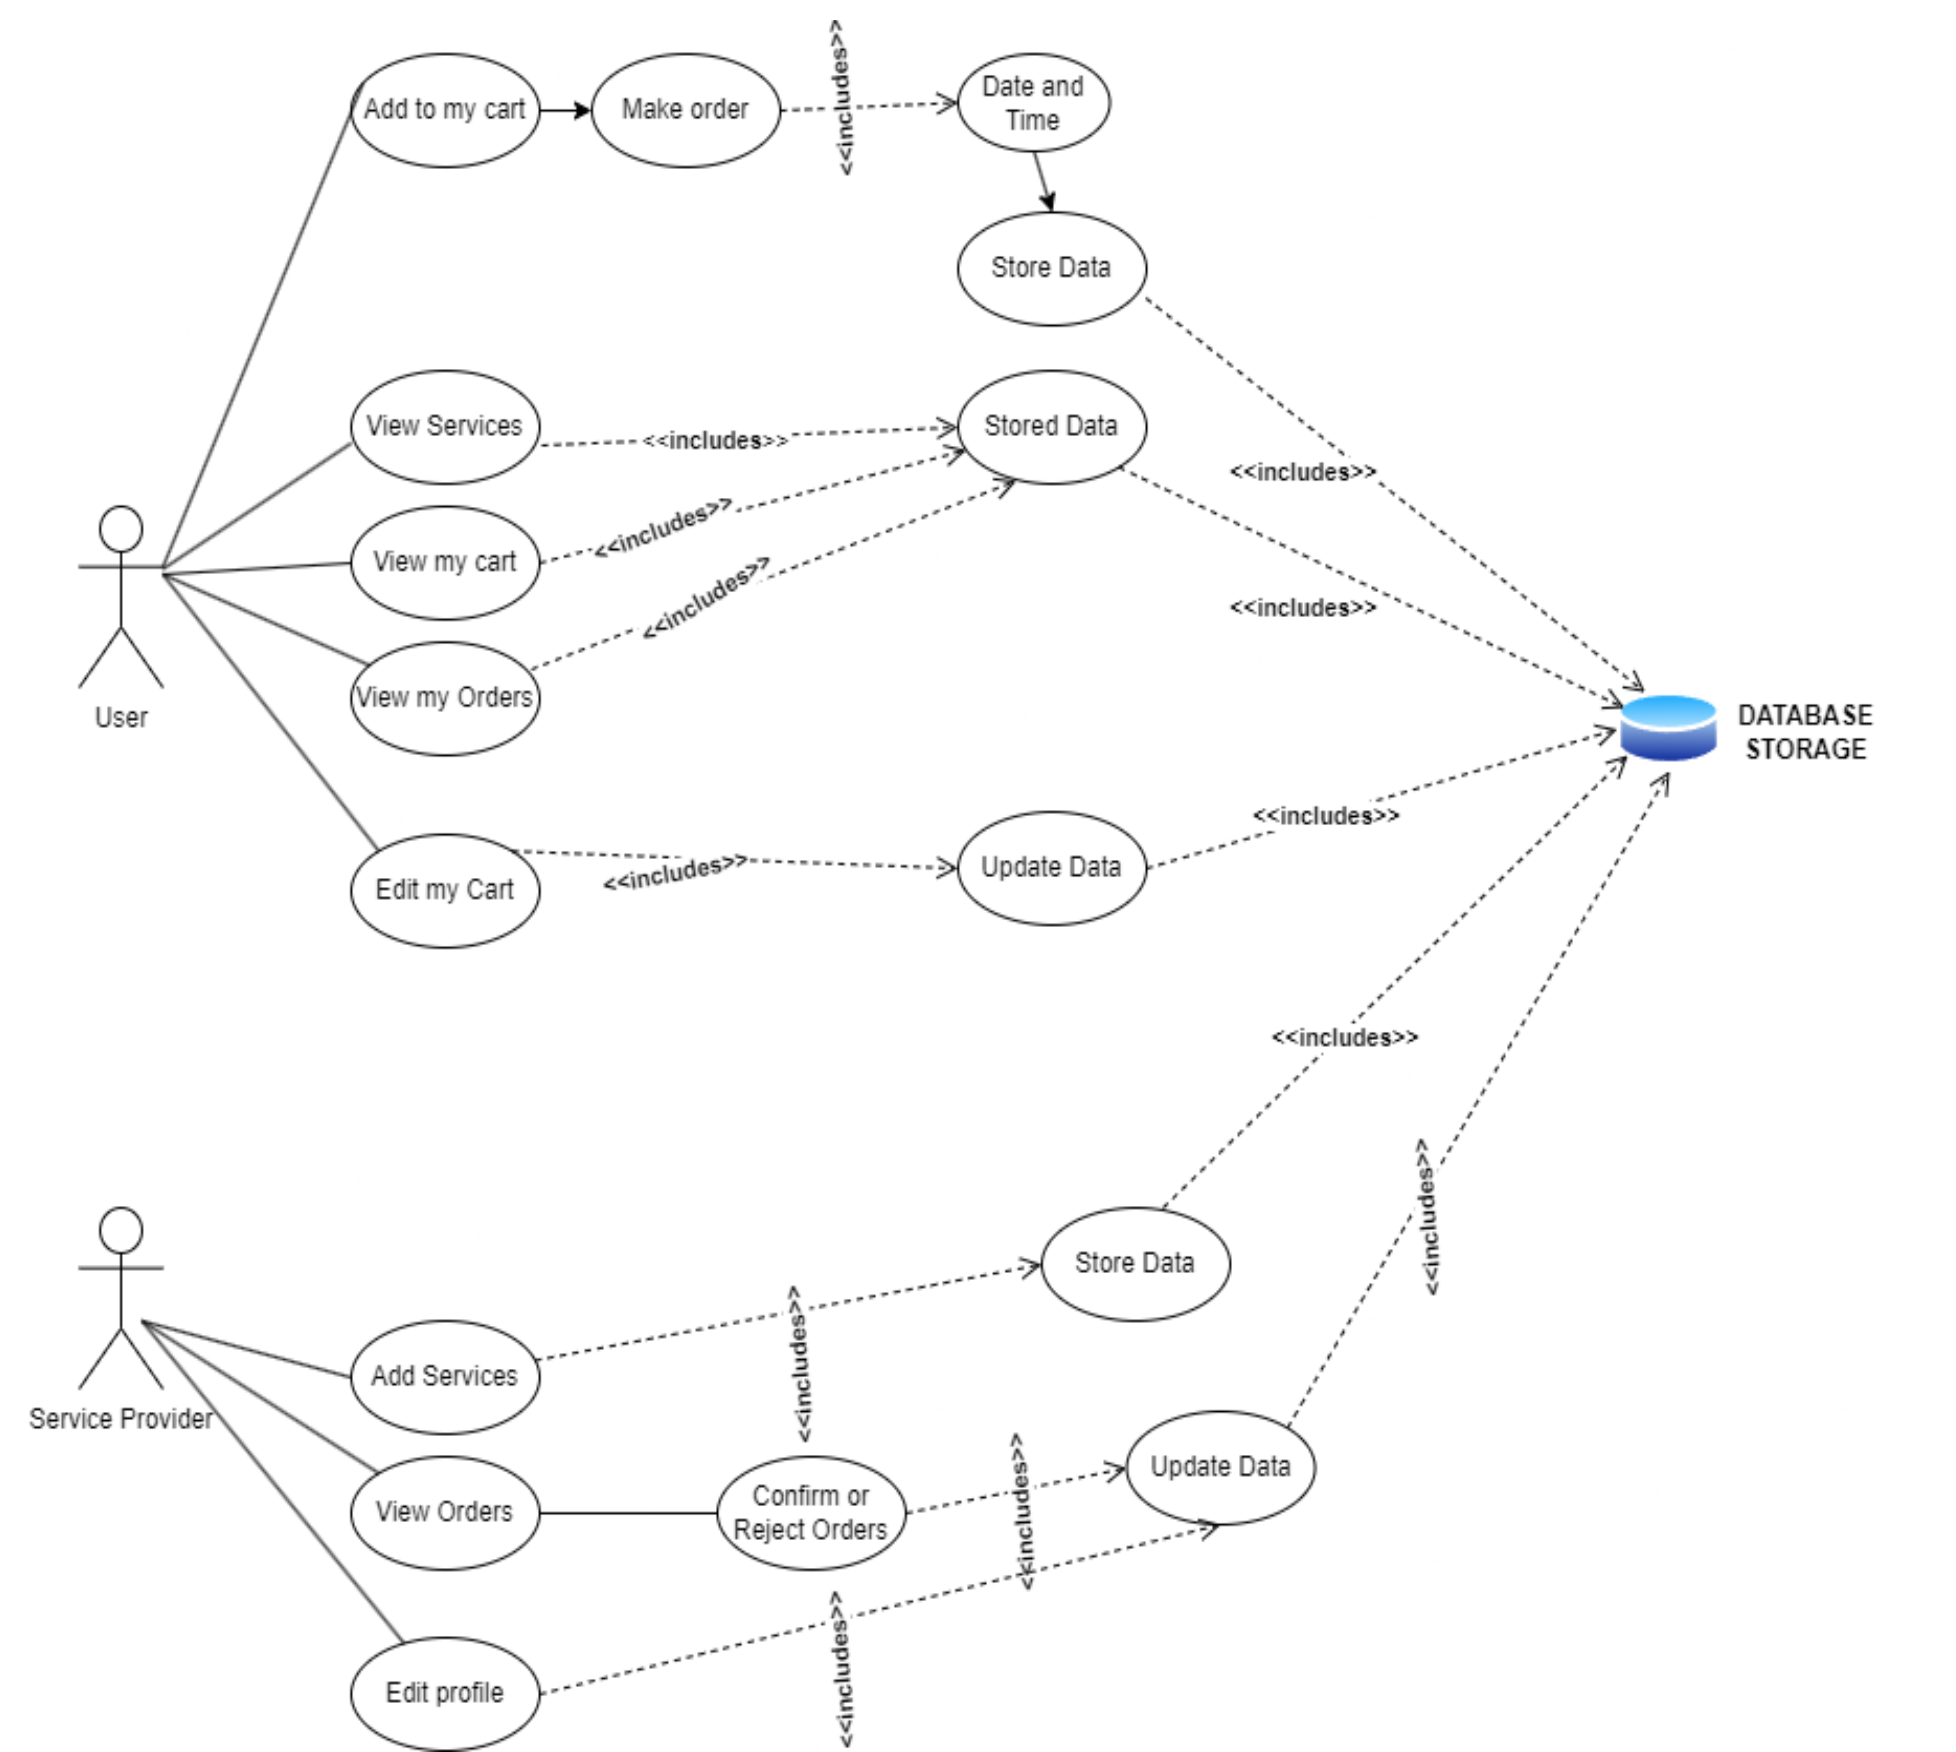 <<includes>>
Add to my cart
Make order
Date and
Time
Store Data
View Services
<<includes>>
Stored Data
<<includes>>
View my cart
<<includes>>
<<includes>>
<<includes>>
View my Orders
User
DATABASE
STORAGE
<<includes>>
Edit my Cart
<<includes>>
Update Data
<<includes>>
<<includes>>
Store Data
<<includes>>
Add Services
Service Provider
<<includes>>
View Orders
Confirm or
Reject Orders
Update Data
<<includes>>
Edit profile